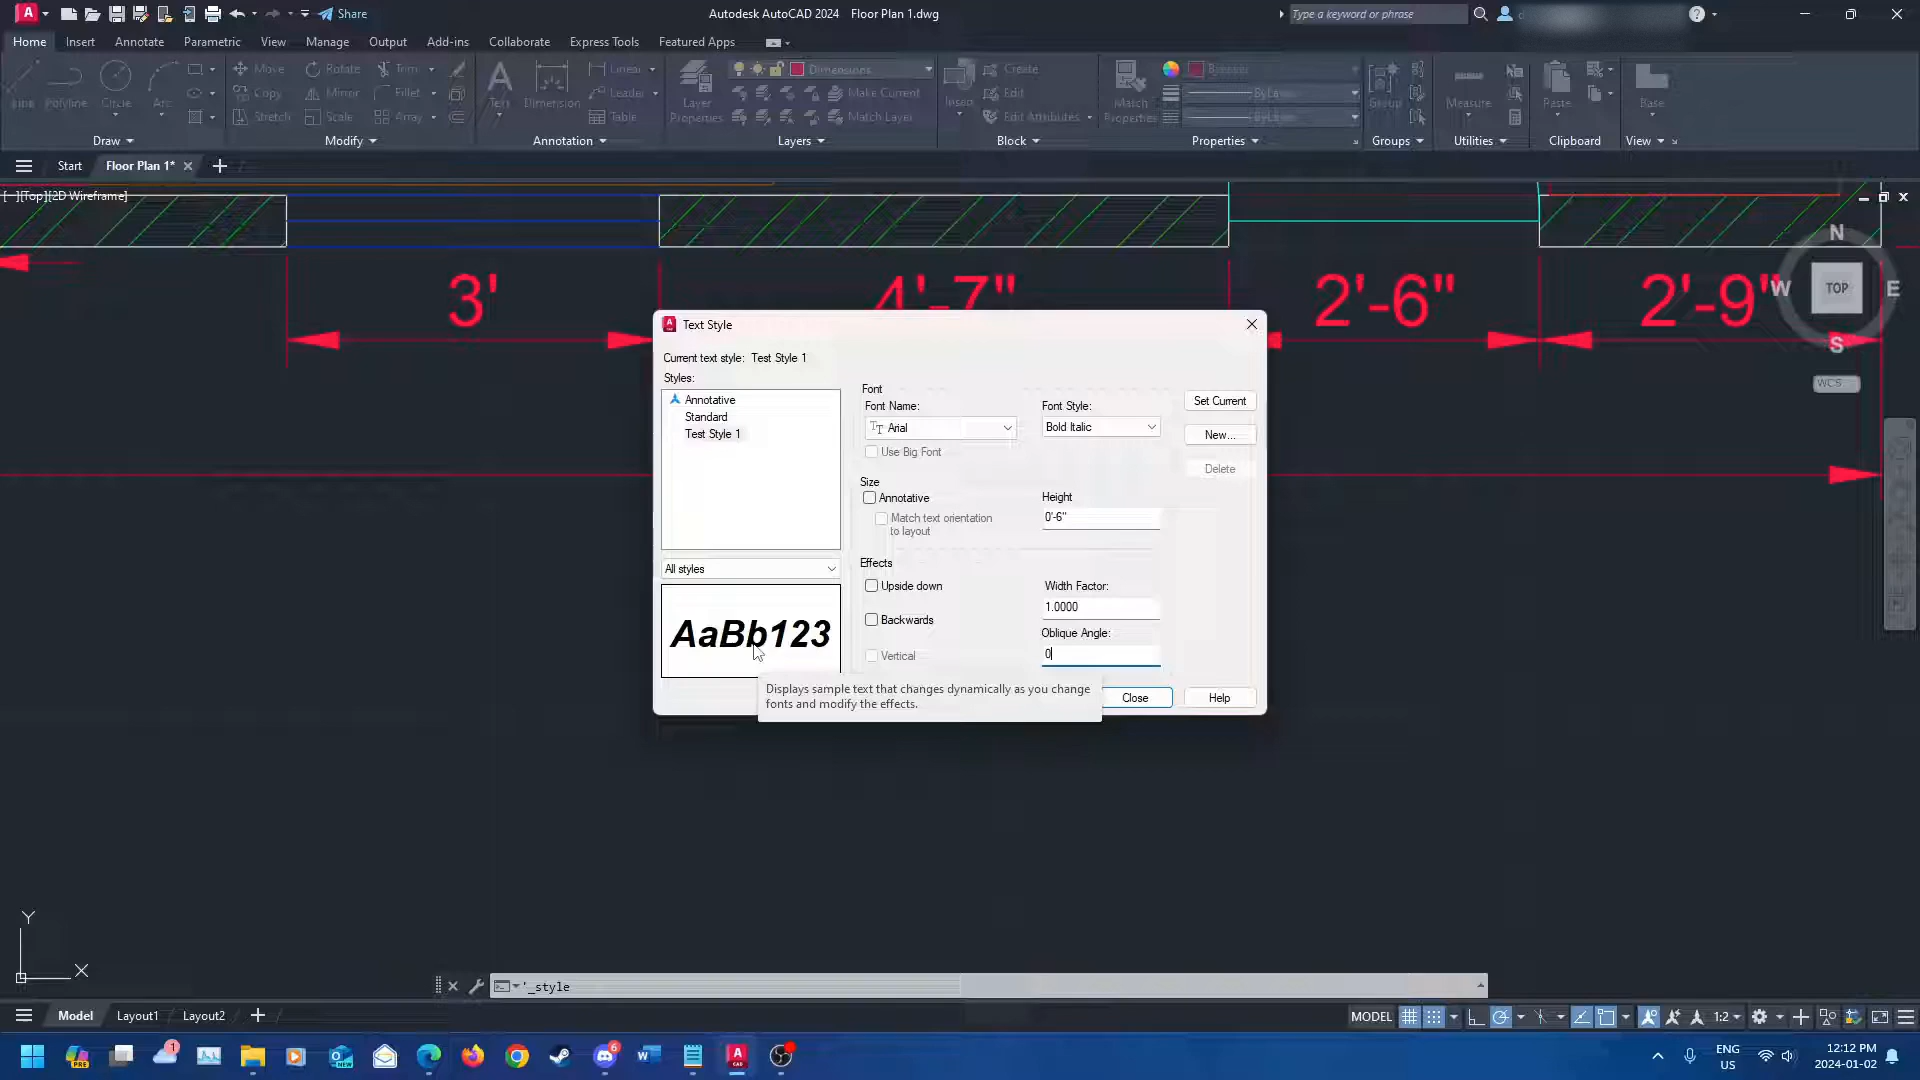 Share
Autodesk AutoCAD 2024 Floor Plan 1.dwg
Type a keyword or phrase
Home Insert Annotate Parametric View Manage Output Add-ins Collaborate Express Tools Featured Apps
Line Polyline Circle Arc
Move Rotate Trim
Copy Mirror Fillet
Stretch Scale Array
Text Dimension
Linear
Leader
Table
Layer Properties
Dimensions
Make Current
Match Layer
Insert
Create
Edit
Edit Attributes
Match Properties
Group
Measure
Paste
Base
Draw Modify Annotation Layers Block Properties Groups Utilities Clipboard View
Start Floor Plan 1*
[−][Top][2D Wireframe]
3' 4'-7" 2'-6" 2'-9"
N
W TOP E
S
WCS
Text Style
Current text style: Test Style 1
Styles:
Annotative
Standard
Test Style 1
All styles
AaBb123
Font
Font Name:
Arial
Font Style:
Bold Italic
Use Big Font
Size
Annotative
Match text orientation
to layout
Height
0'-6"
Effects
Upside down
Backwards
Vertical
Width Factor:
1.0000
Oblique Angle:
0
Set Current
New...
Delete
Close
Help
Displays sample text that changes dynamically as you change
fonts and modify the effects.
Y
X
'_style
Model Layout1 Layout2
MODEL
1:2
ENG
US
12:12 PM
2024-01-02